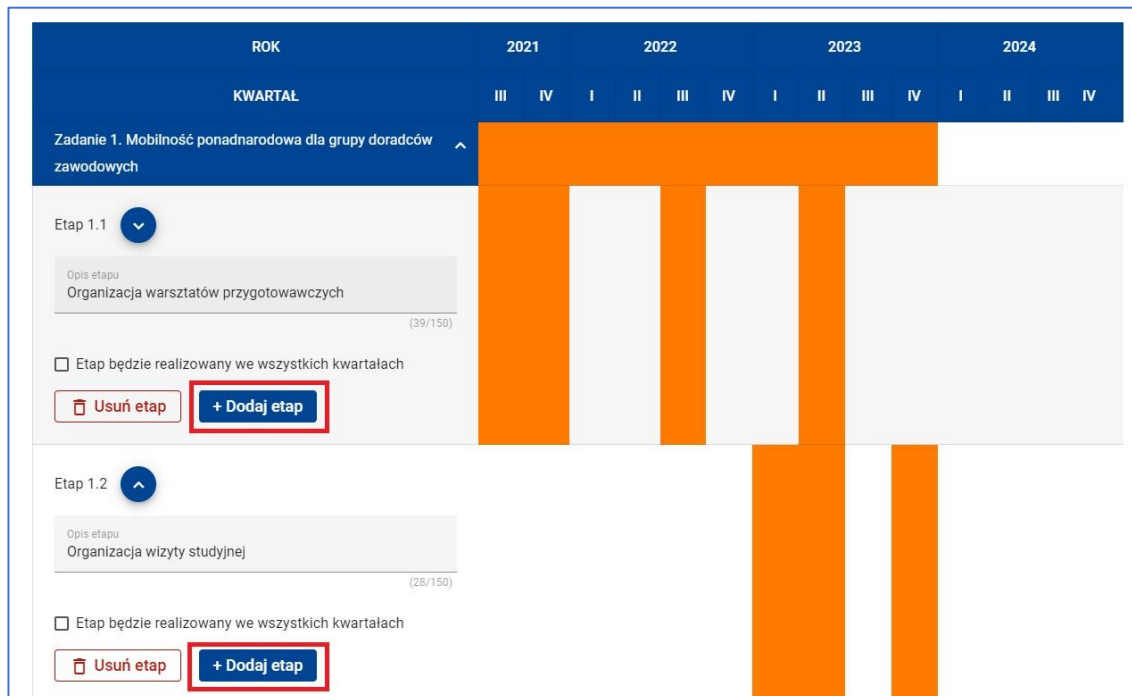 ROK 2021 2022 2023 2024
KWARTAŁ III IV I II III IV I II III IV I II III IV
Zadanie 1. Mobilność ponadnarodowa dla grupy doradców
zawodowych
Etap 1.1
Opis etapu
Organizacja warsztatów przygotowawczych
(39/150)
Etap będzie realizowany we wszystkich kwartałach
Usuń etap + Dodaj etap
Etap 1.2
Opis etapu
Organizacja wizyty studyjnej
(28/150)
Etap będzie realizowany we wszystkich kwartałach
Usuń etap + Dodaj etap